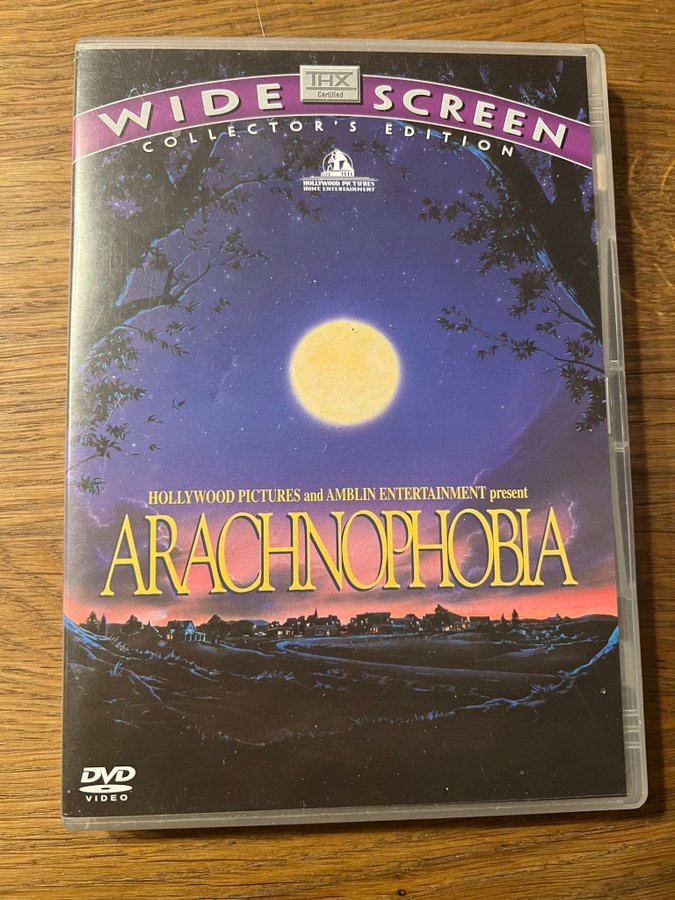 THX
Certified
WIDE SCREEN
COLLECTOR'S EDITION
HOLLYWOOD PICTURES
HOME ENTERTAINMENT
HOLLYWOOD PICTURES and AMBLIN ENTERTAINMENT present
ARACHNOPHOBIA
DVD
VIDEO